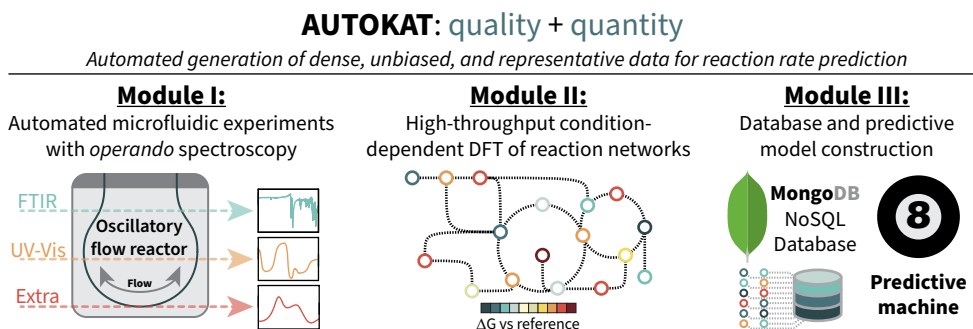 AUTOKAT: quality + quantity
Automated generation of dense, unbiased, and representative data for reaction rate prediction
Module I:
Automated microfluidic experiments
with operando spectroscopy
FTIR
UV-Vis
Extra
Oscillatory
flow reactor
Flow
Module II:
High-throughput condition-
dependent DFT of reaction networks
ΔG vs reference
Module III:
Database and predictive
model construction
MongoDB
NoSQL
Database
8
Predictive
machine